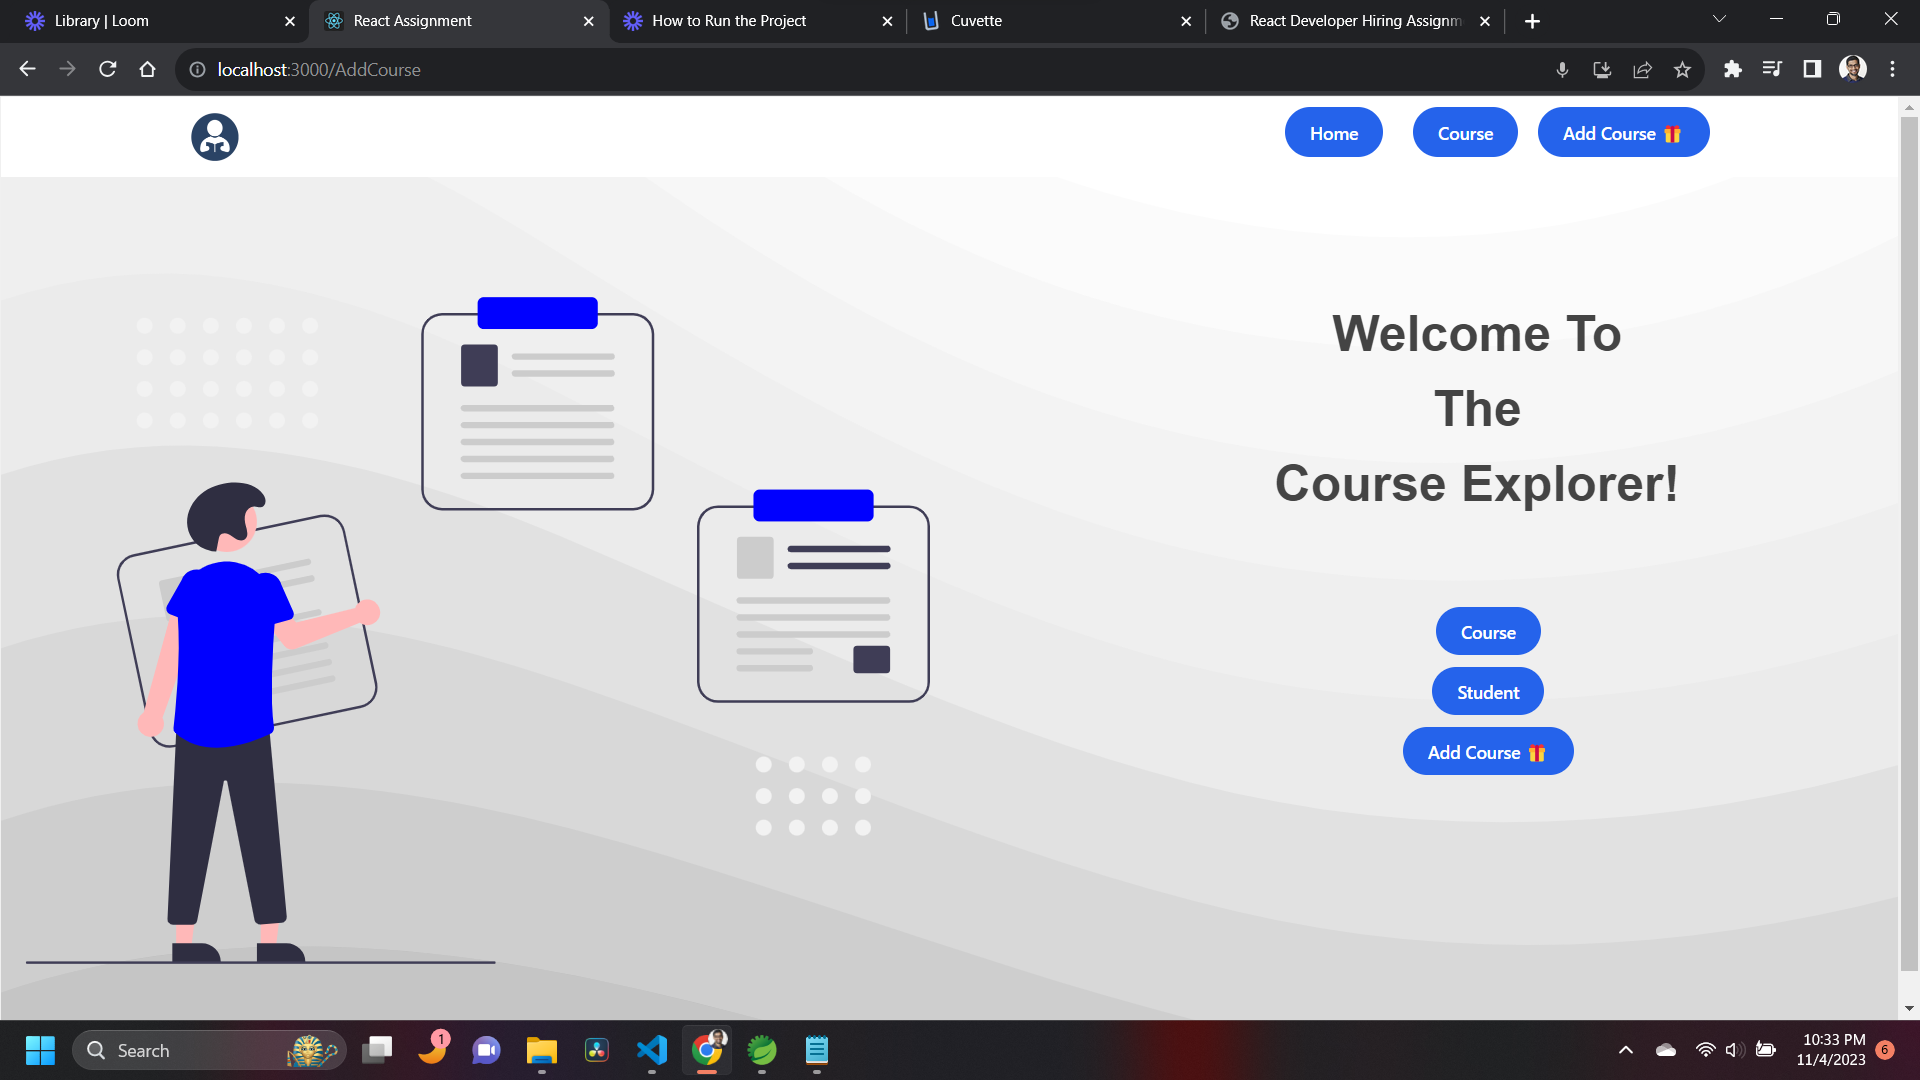 Library | Loom
React Assignment
How to Run the Project
Cuvette
React Developer Hiring Assignm
localhost:3000/AddCourse
Home
Course
Add Course 🎁
Welcome To
The
Course Explorer!
Course
Student
Add Course 🎁
Search
1
10:33 PM
11/4/2023
6